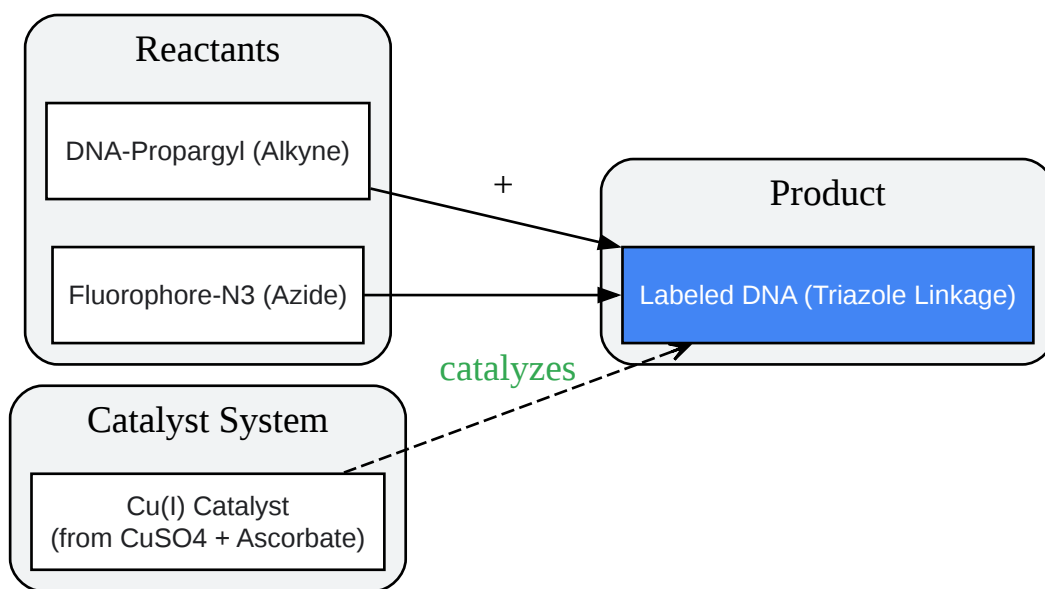 Reactants
DNA-Propargyl (Alkyne)
+
Product
Fluorophore-N3 (Azide)
Labeled DNA (Triazole Linkage)
catalyzes
Catalyst System
Cu(I) Catalyst
(from CuSO4 + Ascorbate)